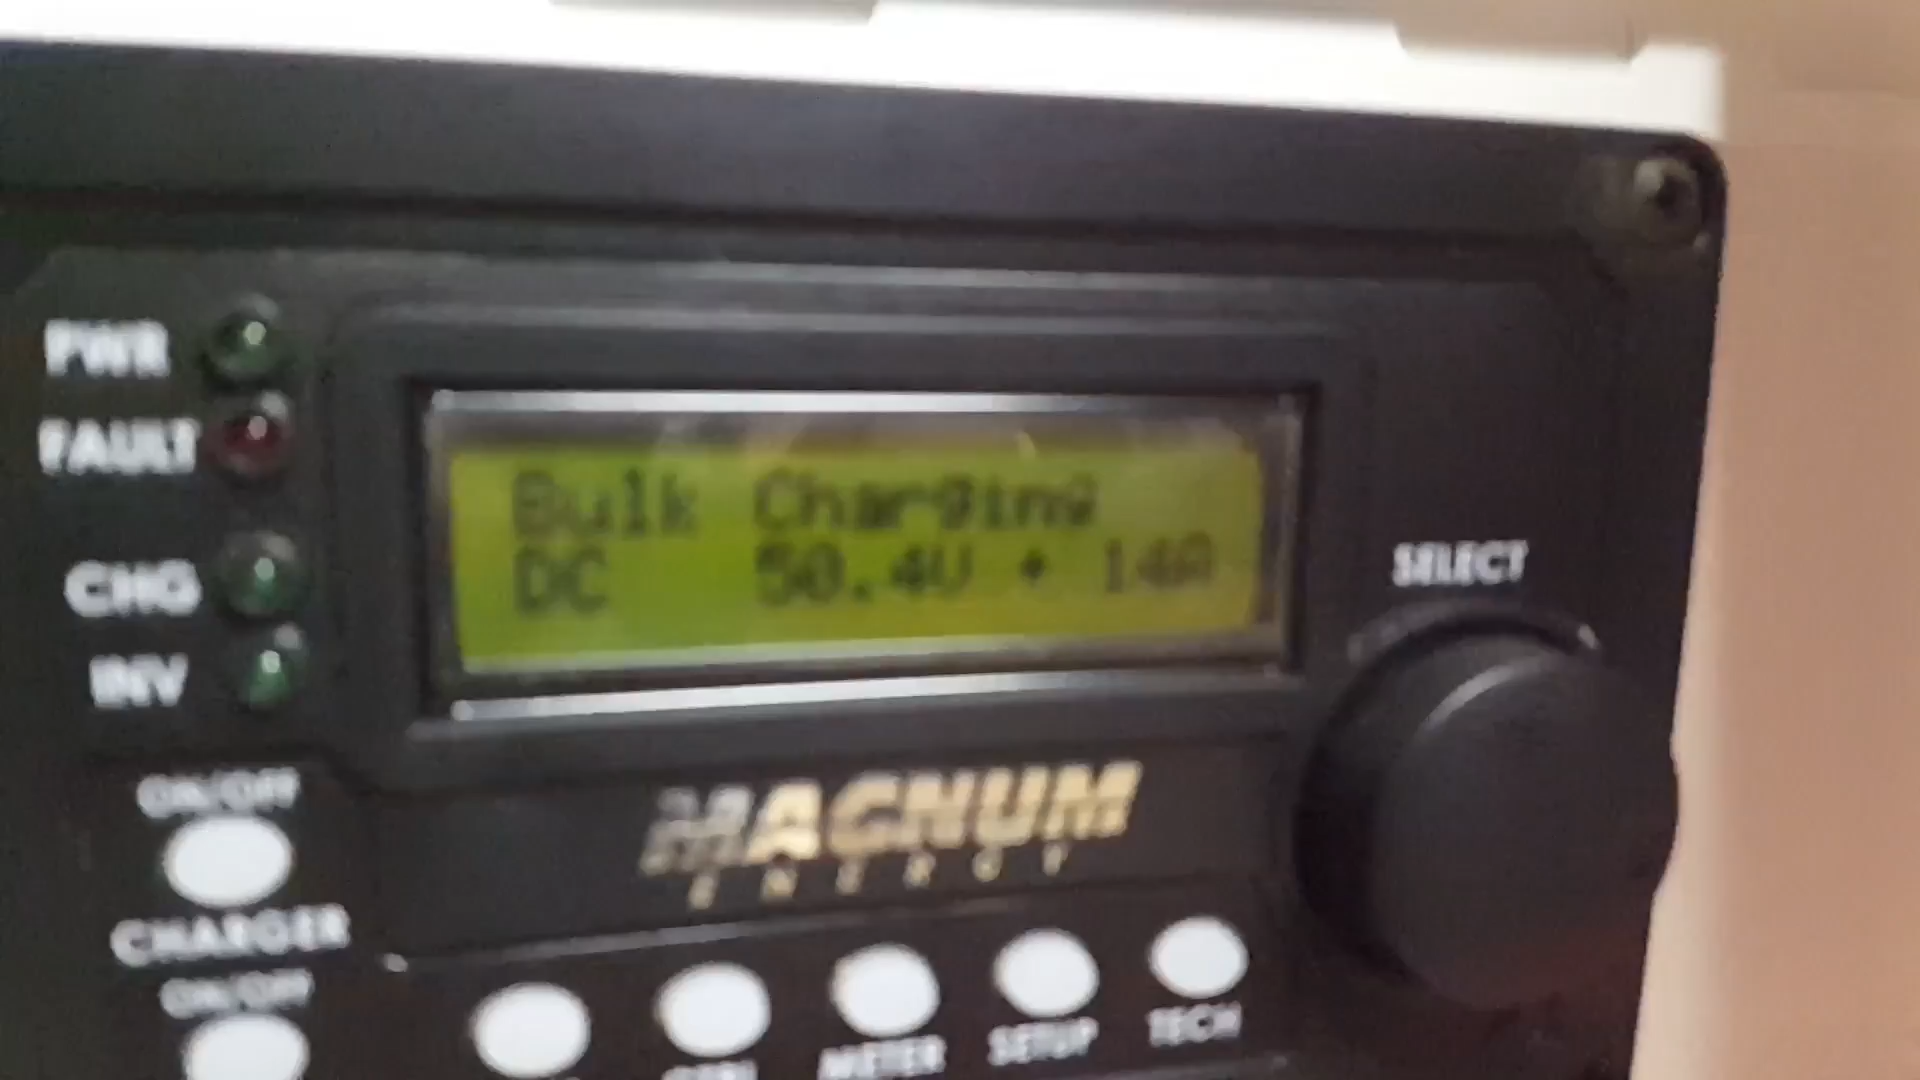 PWR
FAULT
CHG
INV
Bulk Charging
DC 50.4V + 14A
SELECT
ON/OFF
CHARGER
ON/OFF
MAGNUM
ENERGY
METER
SETUP
TECH